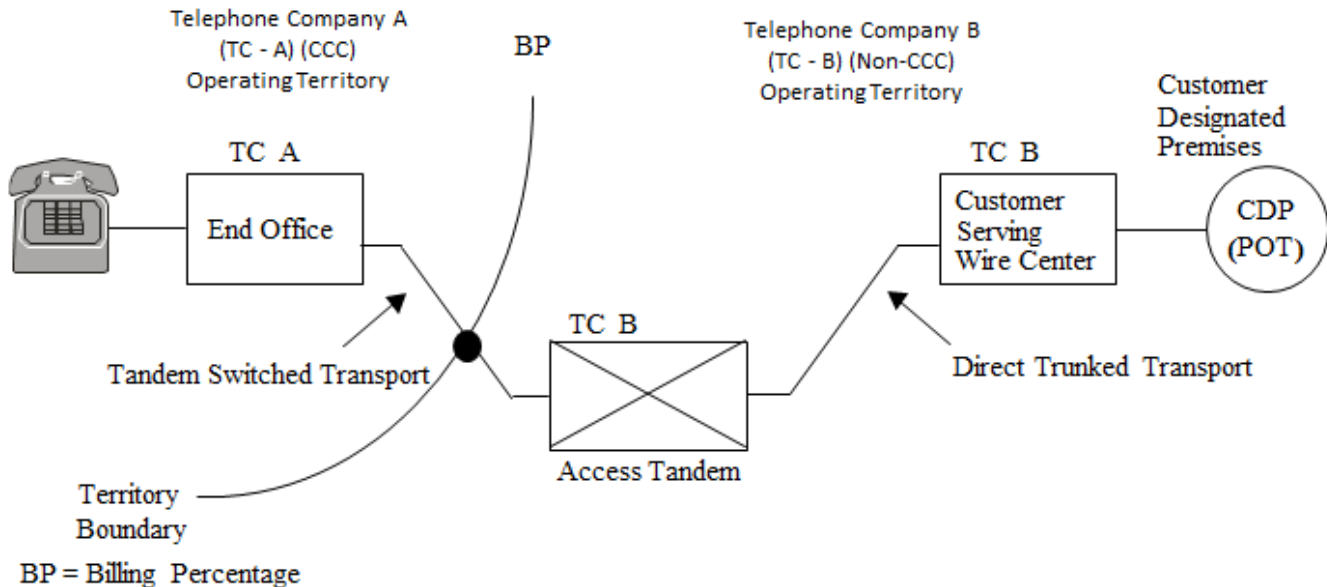 Telephone Company A
(TC - A) (CCC)
Operating Territory
BP
Telephone Company B
(TC - B) (Non-CCC)
Operating Territory
Customer
Designated
Premises
TC A
End Office
TC B
Customer
Serving
Wire Center
CDP
(POT)
TC B
Tandem Switched Transport
Direct Trunked Transport
Access Tandem
Territory
Boundary
BP = Billing Percentage